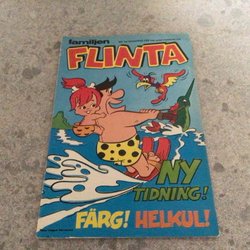 familjen
FLINTA
NY
TIDNING!
FÄRG! HELKUL!